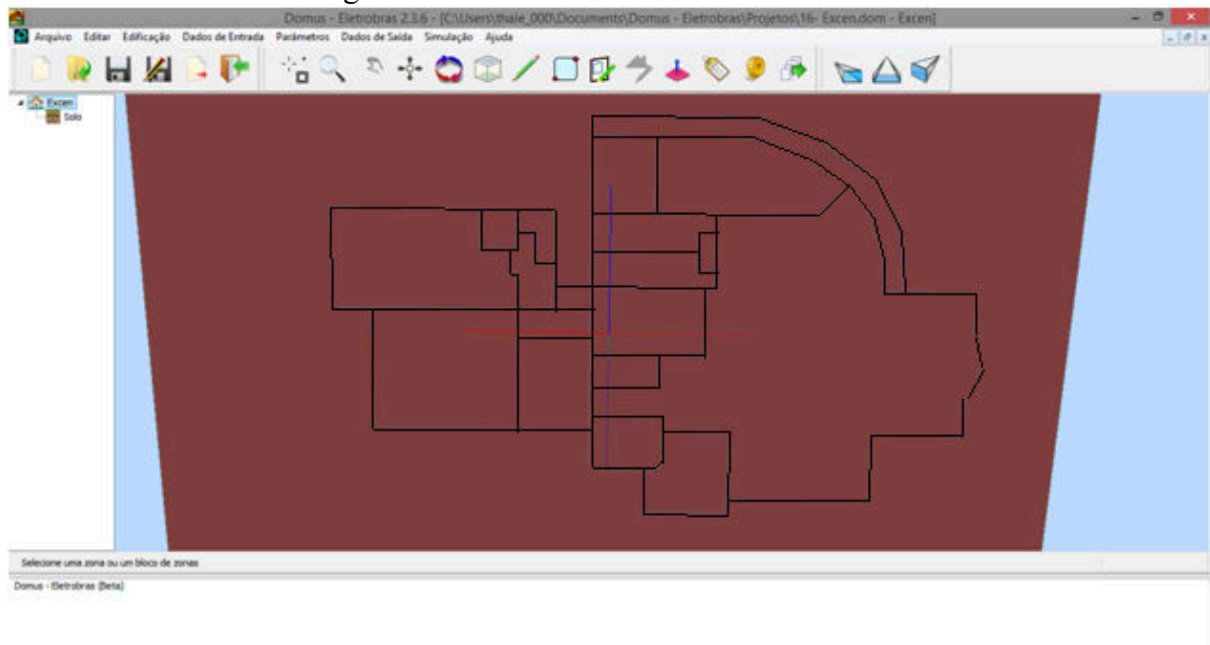 Domus - Eletrobras 2.3.6 - [C:\Users\thale_000\Documents\Domus - Eletrobras\Projetos\16- Excen.dom - Excen]
Arquivo Editar Edificação Dados de Entrada Parâmetros Dados de Saída Simulação Ajuda
Excen
Solo
Selecione uma zona ou um bloco de zonas
Domus - Eletrobras (Beta)